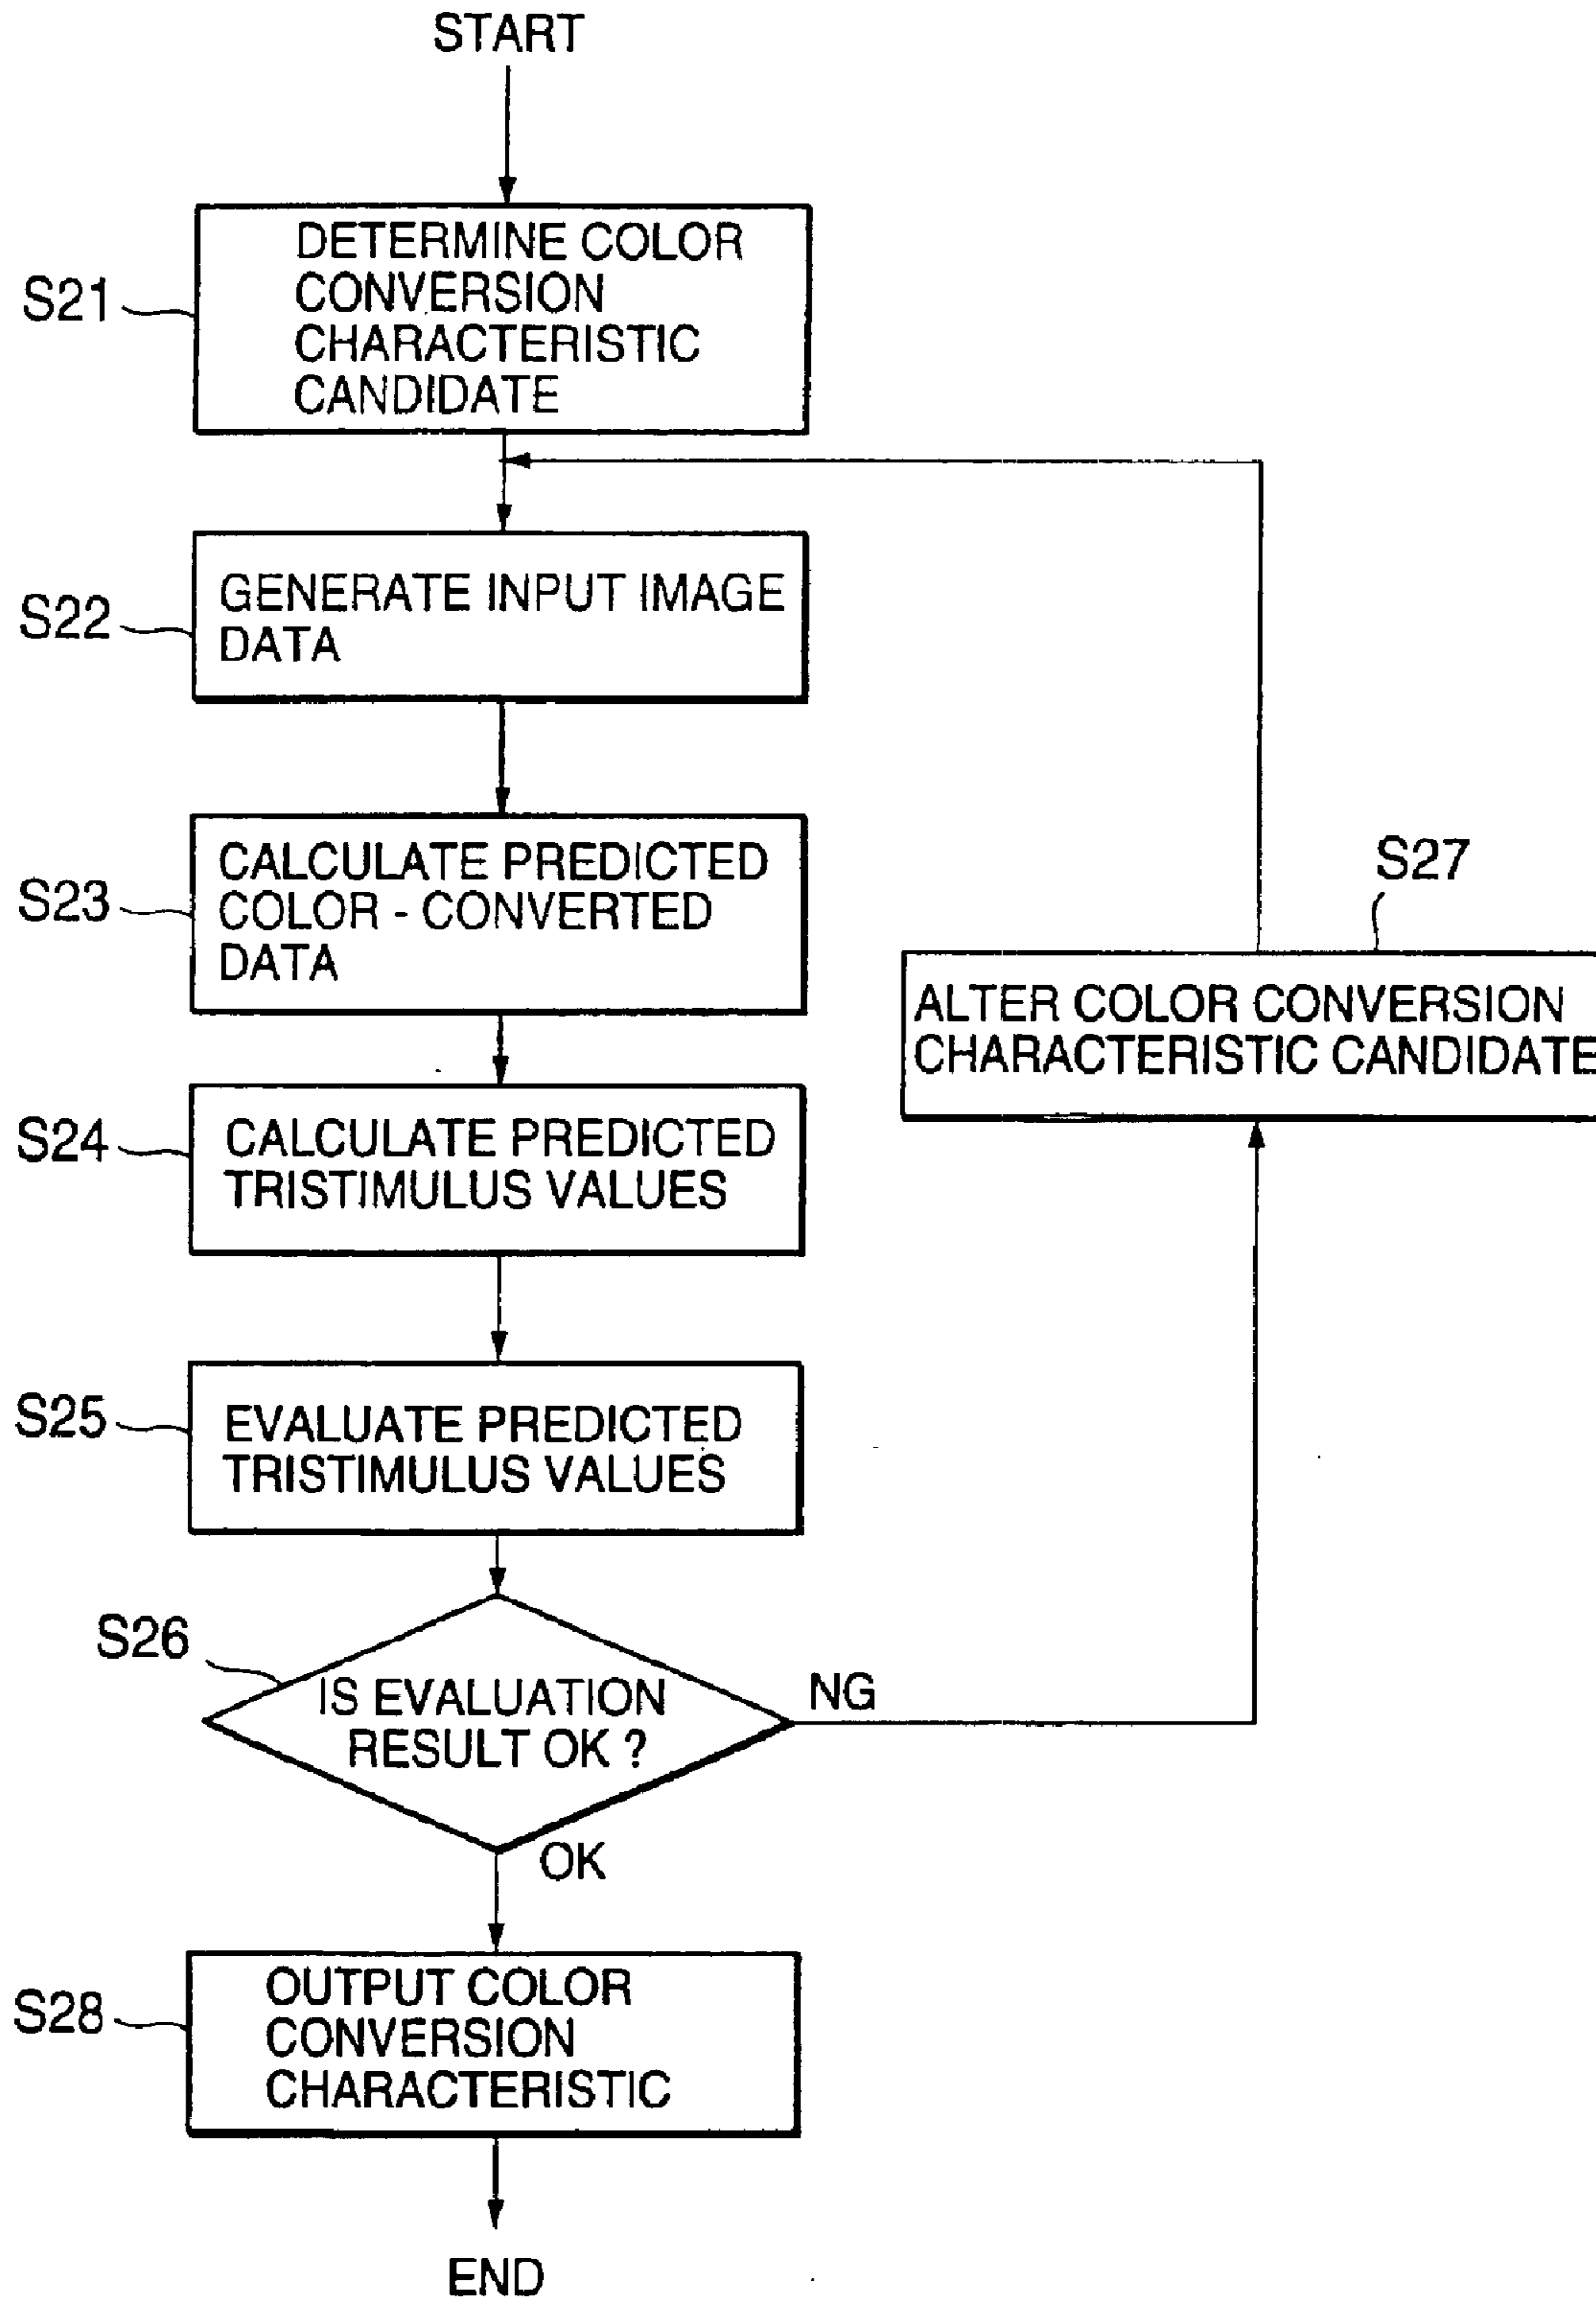 START
S21
DETERMINE COLOR
CONVERSION
CHARACTERISTIC
CANDIDATE
S22
GENERATE INPUT IMAGE
DATA
S23
CALCULATE PREDICTED
COLOR - CONVERTED
DATA
S27
ALTER COLOR CONVERSION
CHARACTERISTIC CANDIDATE
S24
CALCULATE PREDICTED
TRISTIMULUS VALUES
S25
EVALUATE PREDICTED
TRISTIMULUS VALUES
S26
IS EVALUATION
RESULT OK ?
NG
OK
S28
OUTPUT COLOR
CONVERSION
CHARACTERISTIC
END